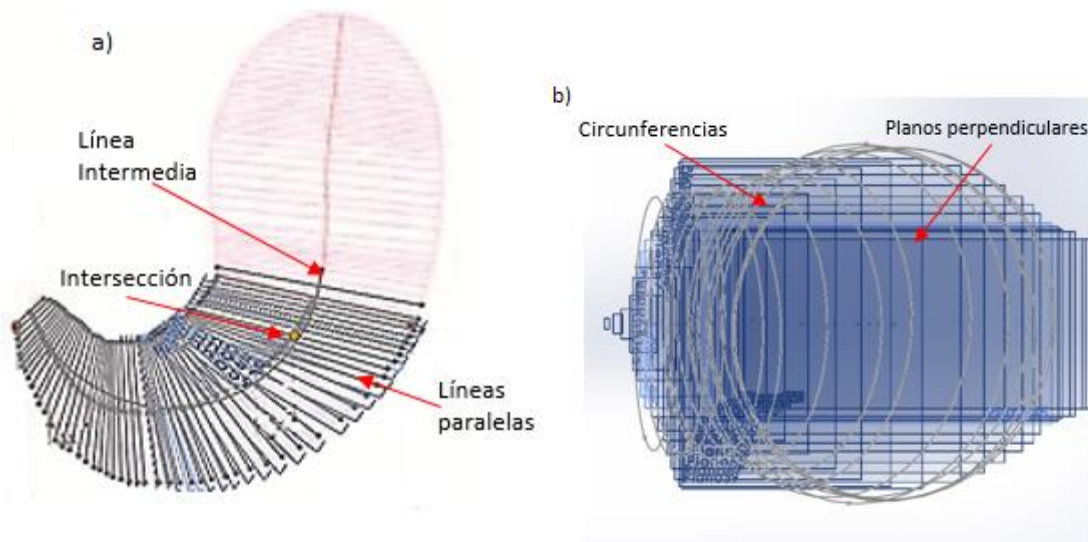 a)
Línea
Intermedia
Intersección
Líneas
paralelas
b)
Circunferencias
Planos perpendiculares